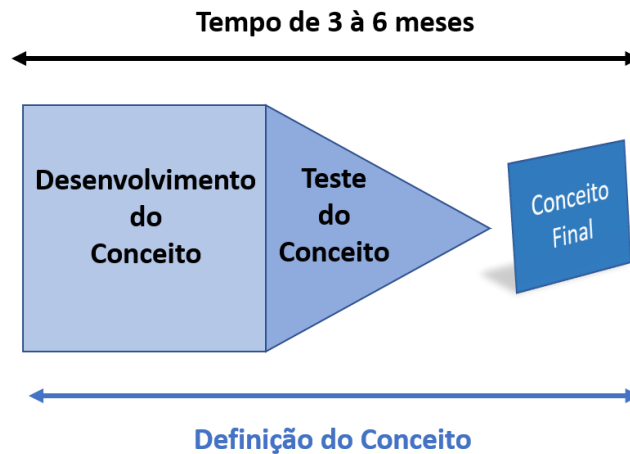 Tempo de 3 à 6 meses
Desenvolvimento
do
Conceito
Teste
do
Conceito
Conceito
Final
Definição do Conceito